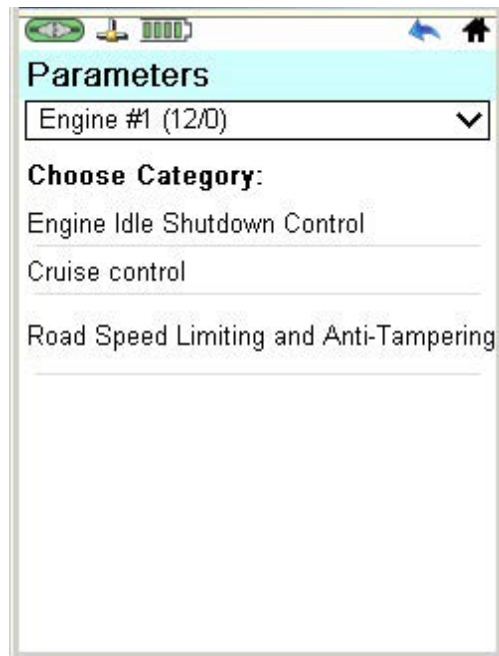 Parameters
Engine #1 (12/0)
Choose Category:
Engine Idle Shutdown Control
Cruise control
Road Speed Limiting and Anti-Tampering